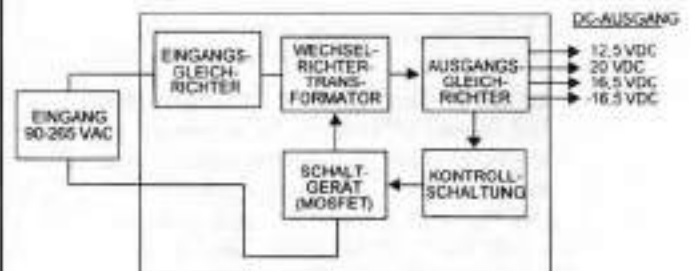 DC-AUSGANG
EINGANGS-
GLEICH-
RICHTER
WECHSEL-
RICHTER-
TRANS-
FORMATOR
AUSGANGS-
GLEICH-
RICHTER
12,5 VDC
20 VDC
16,5 VDC
-16,5 VDC
EINGANG
90-265 VAC
SCHALT-
GERÄT
(MOSFET)
KONTROLL-
SCHALTUNG